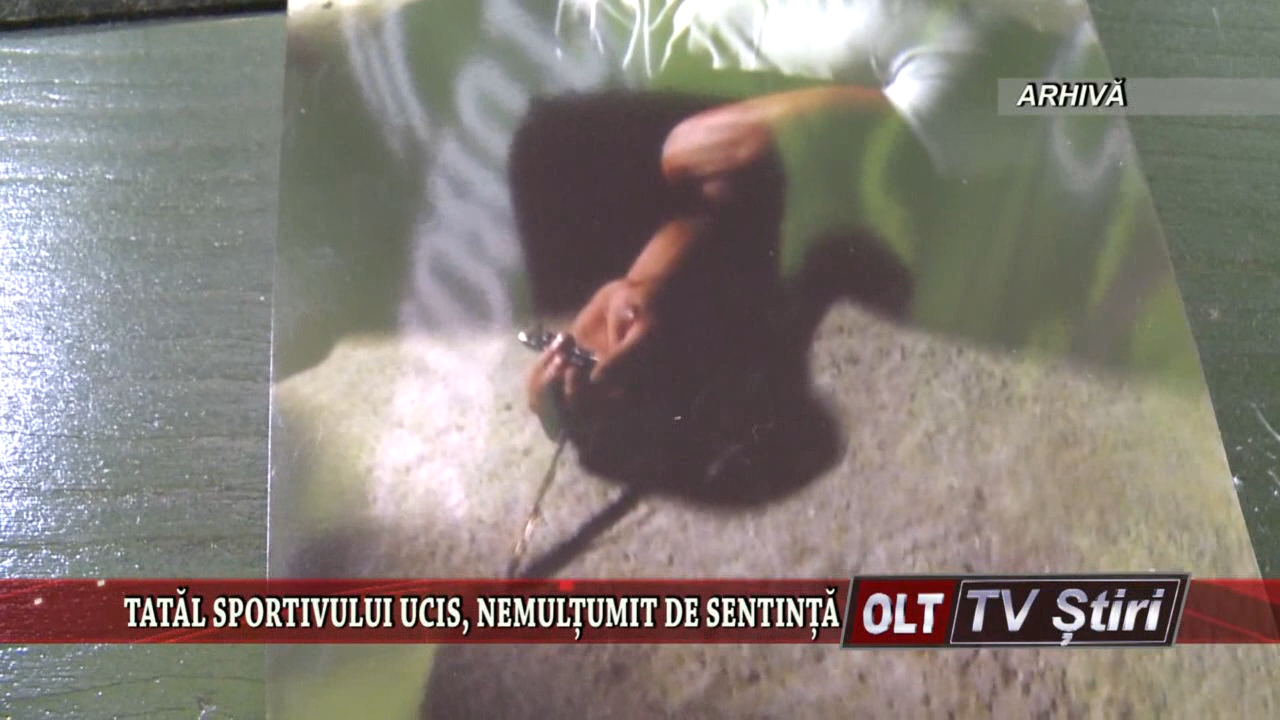 ARHIVĂ
TATĂL SPORTIVULUI UCIS, NEMULȚUMIT DE SENTINȚĂ
OLT TV Știri